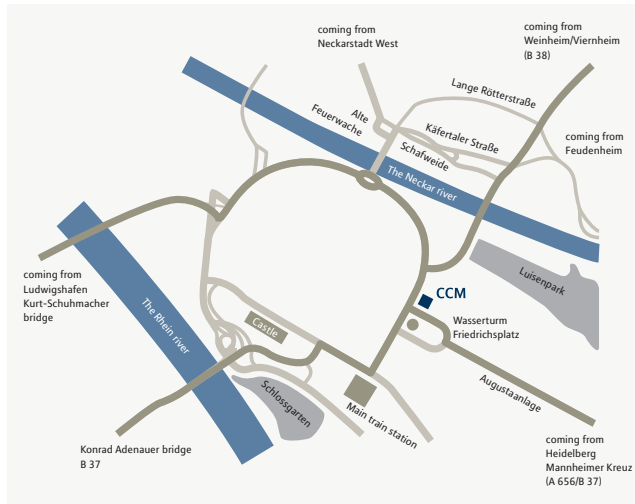 coming from
Neckarstadt West
coming from
Weinheim/Viernheim
(B 38)
Lange Rötterstraße
Alte
Feuerwache
Käfertaler Straße
Schafweide
coming from
Feudenheim
The Neckar river
coming from
Ludwigshafen
Kurt-Schuhmacher
bridge
The Rhein river
Luisenpark
CCM
Castle
Wasserturm
Friedrichsplatz
Schlossgarten
Main train station
Augustaanlage
Konrad Adenauer bridge
B 37
coming from
Heidelberg
Mannheimer Kreuz
(A 656/B 37)